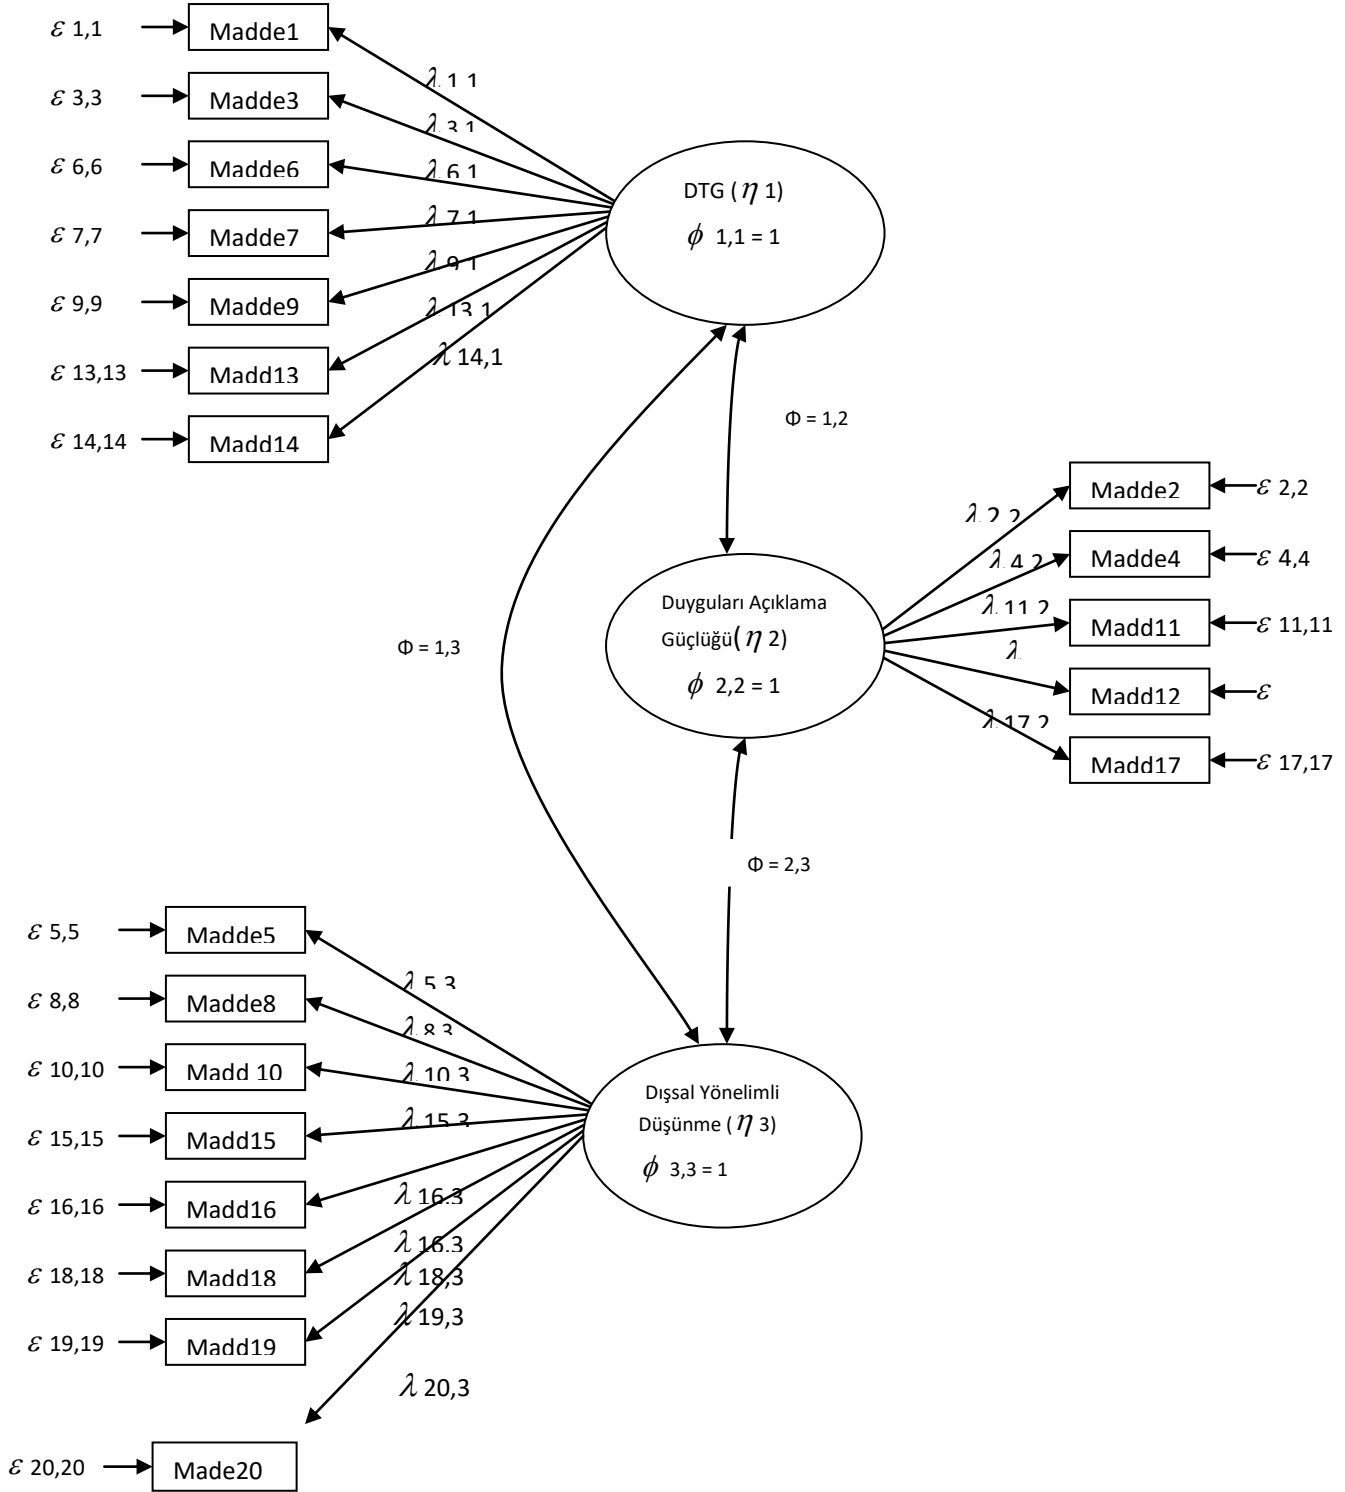 ε 1,1 Madde1
λ 1,1
ε 3,3 Madde3
λ 3,1
ε 6,6 Madde6
λ 6,1
ε 7,7 Madde7
λ 7,1
ε 9,9 Madde9
λ 9,1
ε 13,13 Madd13
λ 13,1
λ 14,1
ε 14,14 Madd14
DTG (η 1)
ϕ 1,1 = 1
Φ = 1,2
Φ = 1,3
Duyguları Açıklama
Güçlüğü(η 2)
ϕ 2,2 = 1
λ 2,2
Madde2 ε 2,2
λ 4,2
Madde4 ε 4,4
λ 11,2
Madd11 ε 11,11
λ
Madd12 ε
λ 17,2
Madd17 ε 17,17
Φ = 2,3
ε 5,5 Madde5
λ 5,3
ε 8,8 Madde8
λ 8,3
ε 10,10 Madd 10
λ 10,3
ε 15,15 Madd15
λ 15,3
ε 16,16 Madd16
λ 16,3
λ 16,3
ε 18,18 Madd18
λ 18,3
λ 19,3
ε 19,19 Madd19
λ 20,3
ε 20,20 Made20
Dışsal Yönelimli
Düşünme (η 3)
ϕ 3,3 = 1